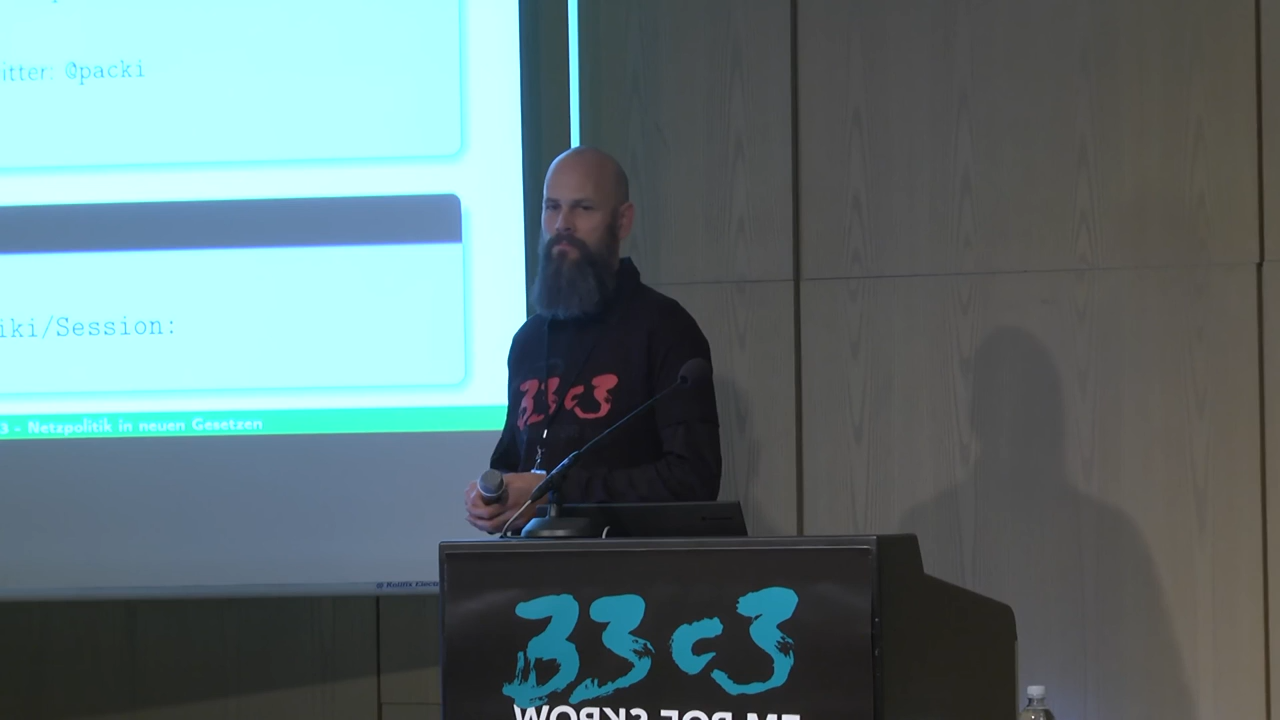 itter: @packi
iki/Session:
3 - Netzpolitik in neuen Gesetzen
33c3
33c3